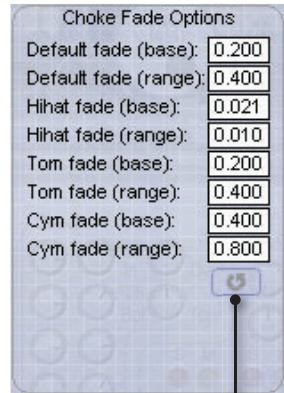 Choke Fade Options
Default fade (base): 0.200
Default fade (range): 0.400
Hihat fade (base): 0.021
Hihat fade (range): 0.010
Tom fade (base): 0.200
Tom fade (range): 0.400
Cym fade (base): 0.400
Cym fade (range): 0.800